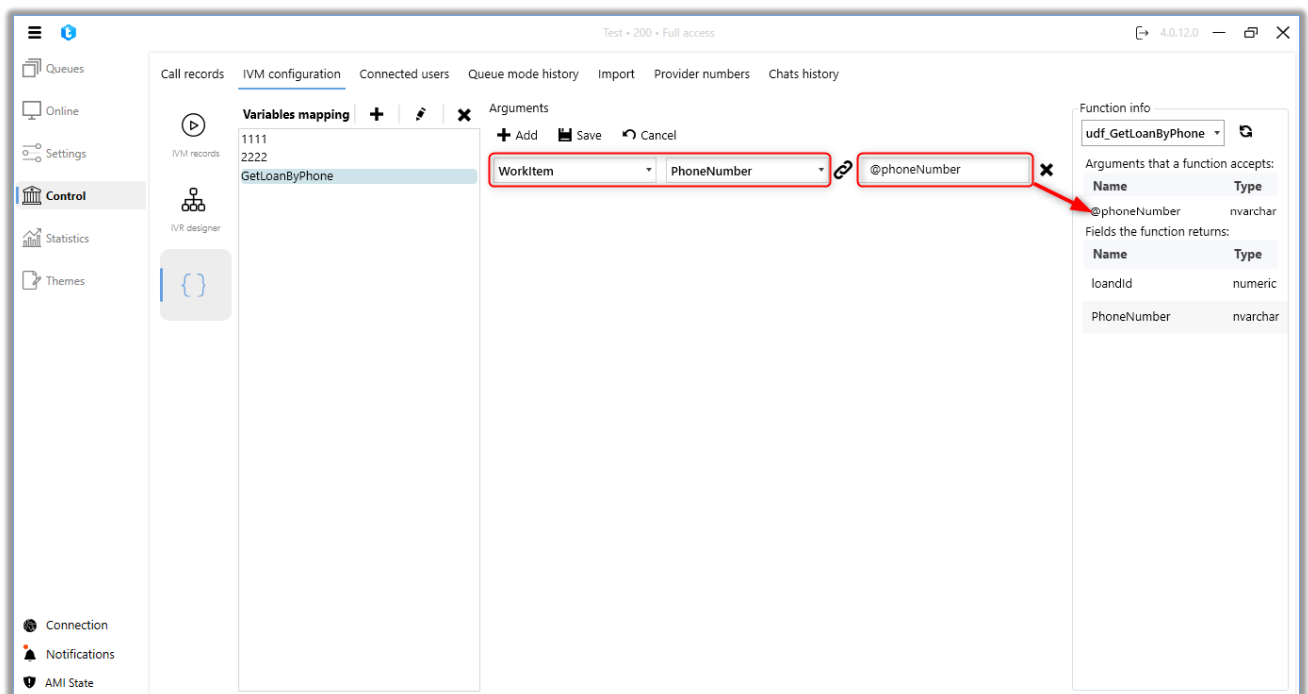 Test • 200 • Full access
4.0.12.0
Queues
Online
Settings
Control
Statistics
Themes
Connection
Notifications
AMI State
Call records IVM configuration Connected users Queue mode history Import Provider numbers Chats history
IVM records
IVR designer
{ }
Variables mapping
1111
2222
GetLoanByPhone
Arguments
Add Save Cancel
WorkItem PhoneNumber @phoneNumber
Function info
udf_GetLoanByPhone
Arguments that a function accepts:
Name Type
@phoneNumber nvarchar
Fields the function returns:
Name Type
loandId numeric
PhoneNumber nvarchar